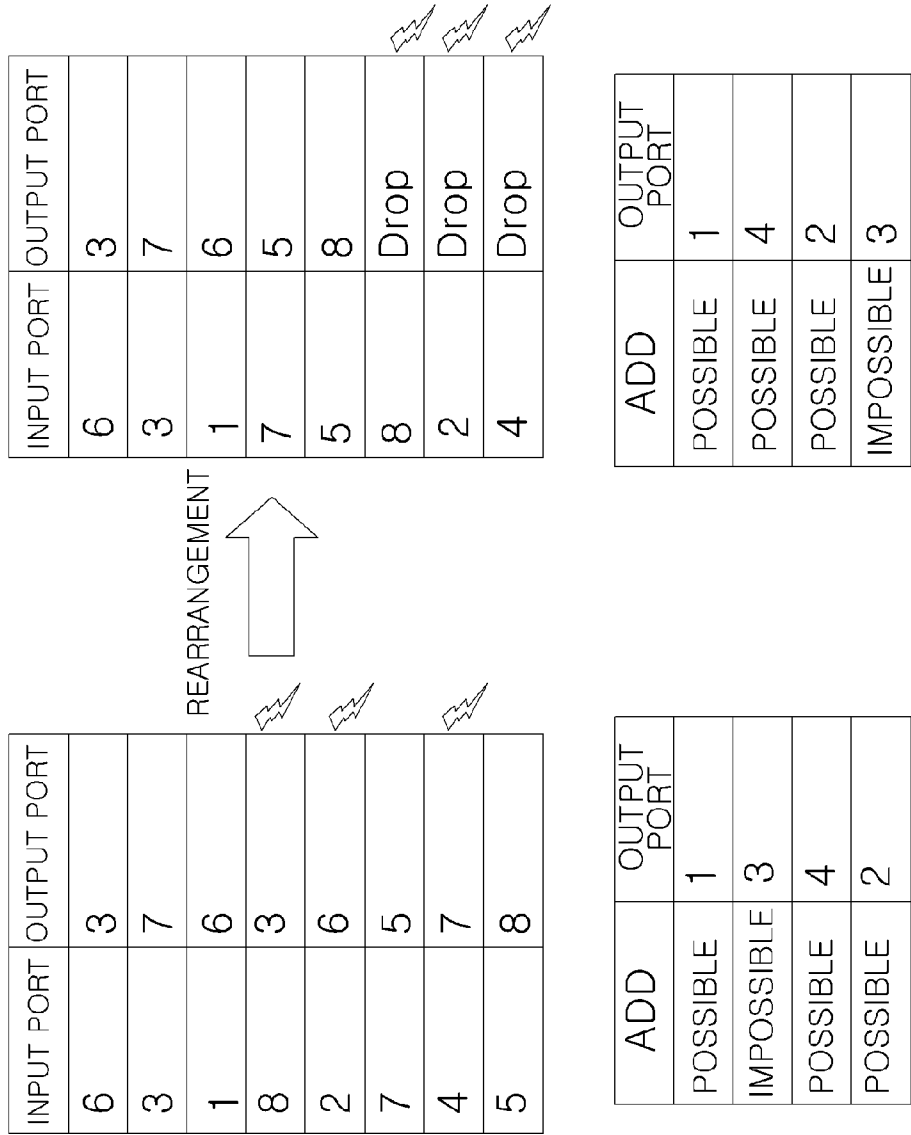 INPUT PORT OUTPUT PORT
6 3
3 7
1 6
8 3
2 6
7 5
4 7
5 8
REARRANGEMENT
INPUT PORT OUTPUT PORT
6 3
3 7
1 6
7 5
5 8
8 Drop
2 Drop
4 Drop
ADD OUTPUT
PORT
POSSIBLE 1
IMPOSSIBLE 3
POSSIBLE 4
POSSIBLE 2
ADD OUTPUT
PORT
POSSIBLE 1
POSSIBLE 4
POSSIBLE 2
IMPOSSIBLE 3